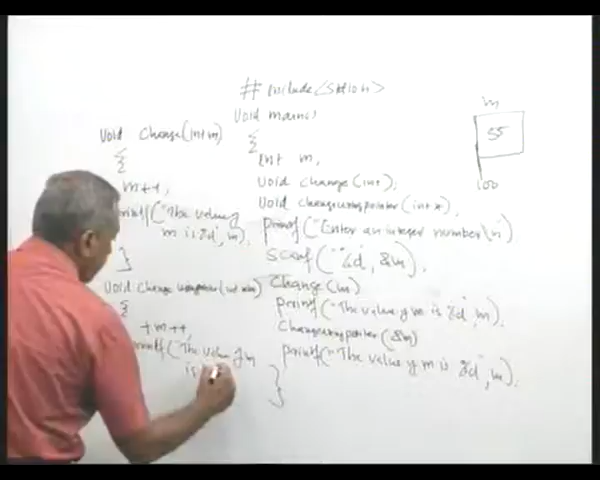 # include<stdio.h>
void main()
{
int m,
void change(int),
void changeusingpointer(int *),
printf("Enter an integer number\n")
scanf("%d", &m),
change(m)
printf("The value of m is %d", m),
changeusingpointer(&m)
printf("The value of m is %d", m),
}
void change(int m)
{
m++,
printf("The value of
m is %d", m),
}
void change usingpointer(int *m)
{
*m++,
printf("The value of m
is
m
55
100